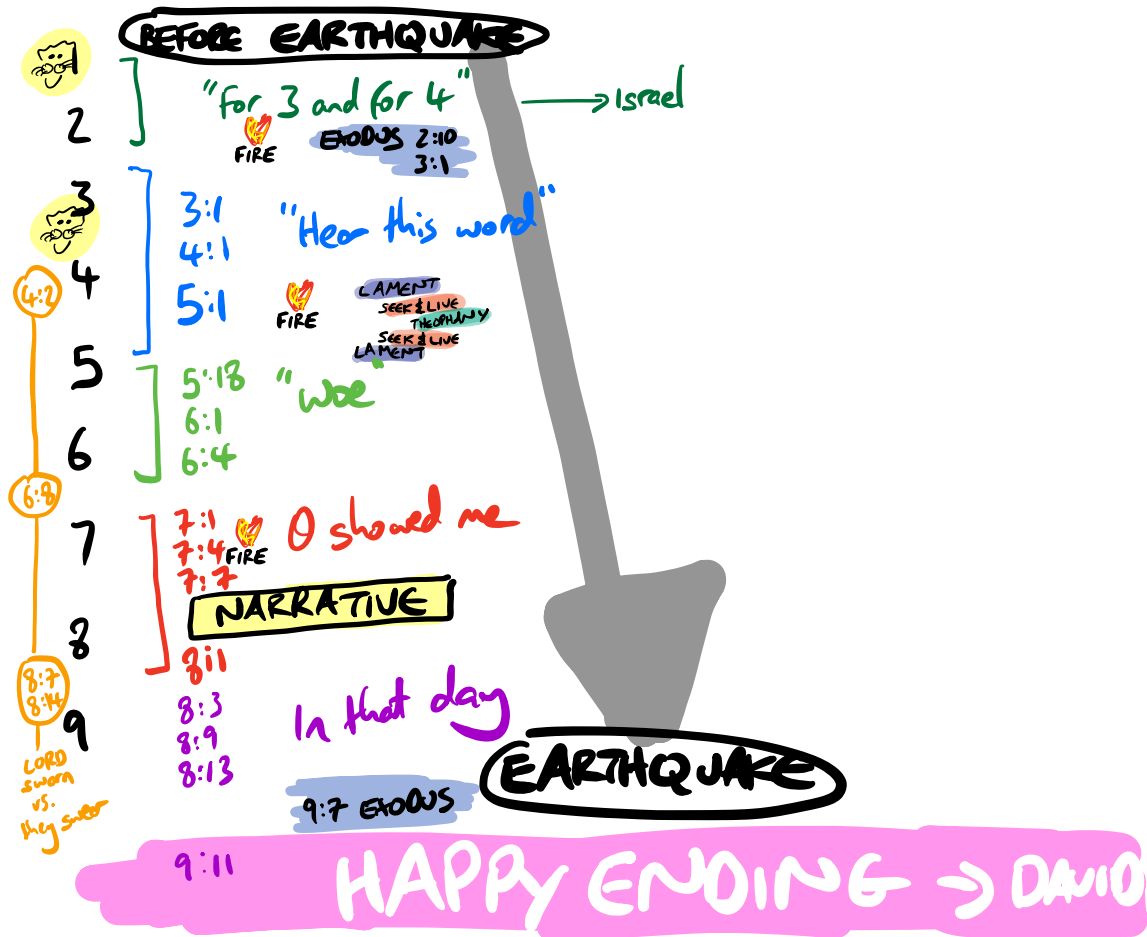 BEFORE EARTHQUAKE
1
"for 3 and for 4" → Israel
2
FIRE
EXODUS 2:10
3:1
3
3:1
"Hear this word"
4:1
4
4:2
5:1
FIRE
LAMENT
SEEK & LIVE
THEOPHANY
SEEK & LIVE
LAMENT
5
5:18
"Woe"
6:1
6
6:4
6:8
7
7:1
7:4
FIRE
showed me
7:7
NARRATIVE
8
8:1
8:7
8:14
8:3
In that day
9
8:9
8:13
EARTHQUAKE
LORD
sworn
vs.
they swear
9:7 EXODUS
9:11
HAPPY ENDING → DAVID